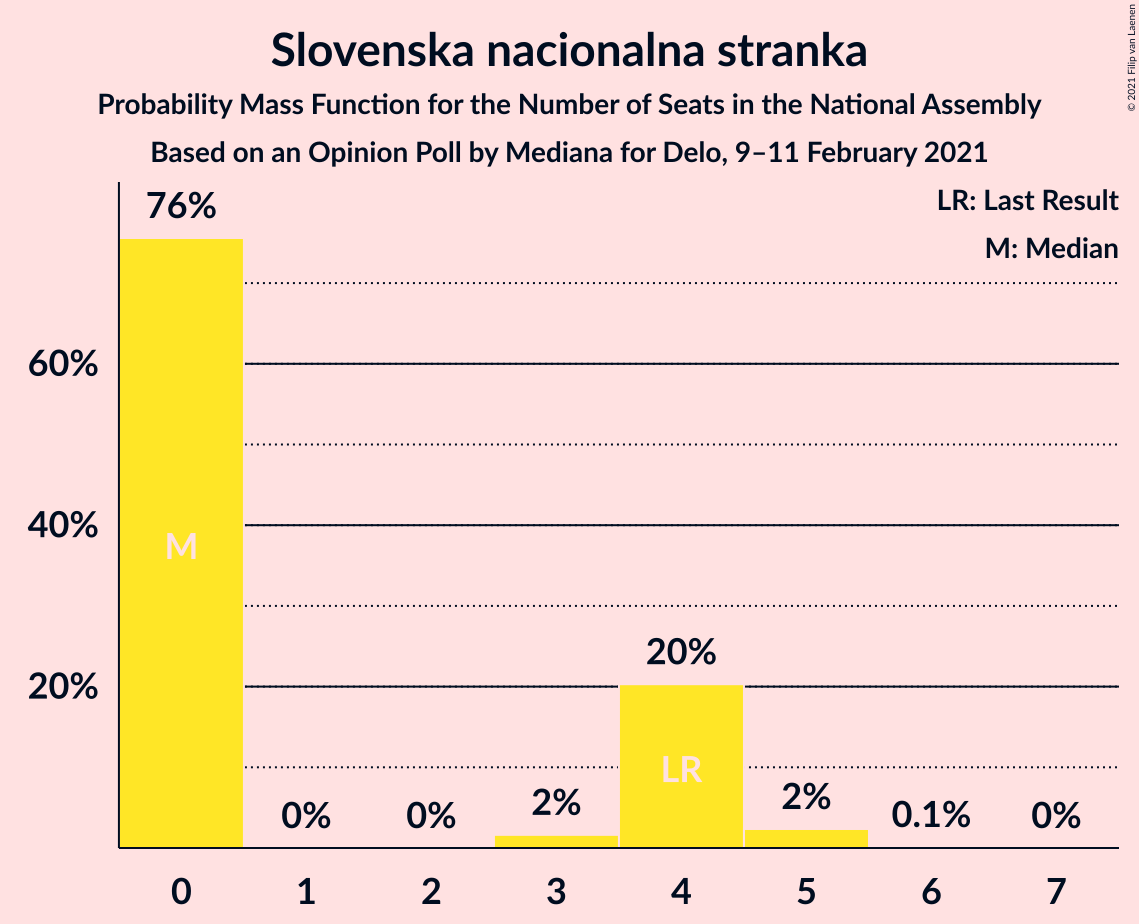 Slovenska nacionalna stranka
Probability Mass Function for the Number of Seats in the National Assembly
Based on an Opinion Poll by Mediana for Delo, 9–11 February 2021
© 2021 Filip van Laenen
LR: Last Result
M: Median
76%
60%
40%
M
20%
20%
LR
0%
0%
2%
2%
0.1%
0%
0 1 2 3 4 5 6 7